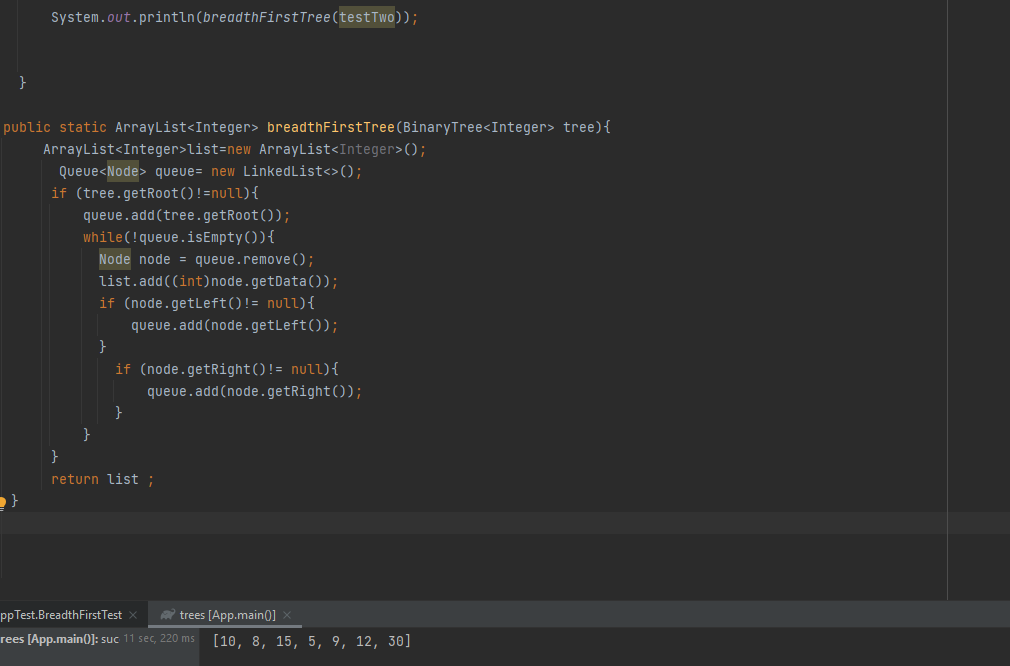 System.out.println(breadthFirstTree(testTwo));
}
public static ArrayList<Integer> breadthFirstTree(BinaryTree<Integer> tree){
ArrayList<Integer>list=new ArrayList<Integer>();
Queue<Node> queue= new LinkedList<>();
if (tree.getRoot()!=null){
queue.add(tree.getRoot());
while(!queue.isEmpty()){
Node node = queue.remove();
list.add((int)node.getData());
if (node.getLeft()!= null){
queue.add(node.getLeft());
}
if (node.getRight()!= null){
queue.add(node.getRight());
}
}
}
return list ;
}
ppTest.BreadthFirstTest × trees [App.main()] ×
rees [App.main()]: suc 11 sec, 220 ms [10, 8, 15, 5, 9, 12, 30]